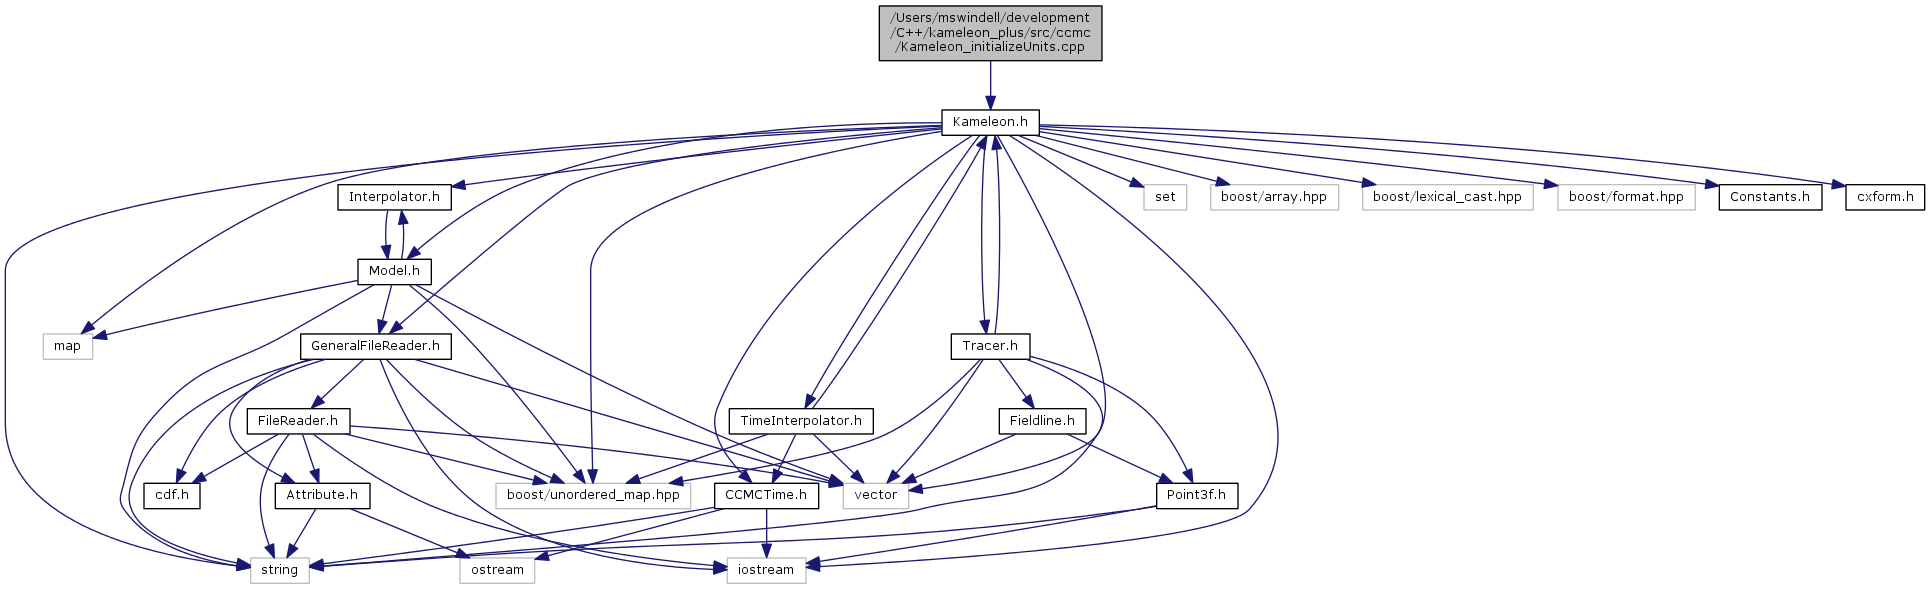 /Users/mswindell/development
/C++/kameleon_plus/src/ccmc
/Kameleon_initializeUnits.cpp
Kameleon.h
Interpolator.h
set
boost/array.hpp
boost/lexical_cast.hpp
boost/format.hpp
Constants.h
cxform.h
Model.h
map
GeneralFileReader.h
Tracer.h
FileReader.h
TimeInterpolator.h
Fieldline.h
cdf.h
Attribute.h
boost/unordered_map.hpp
CCMCTime.h
vector
Point3f.h
string
ostream
iostream